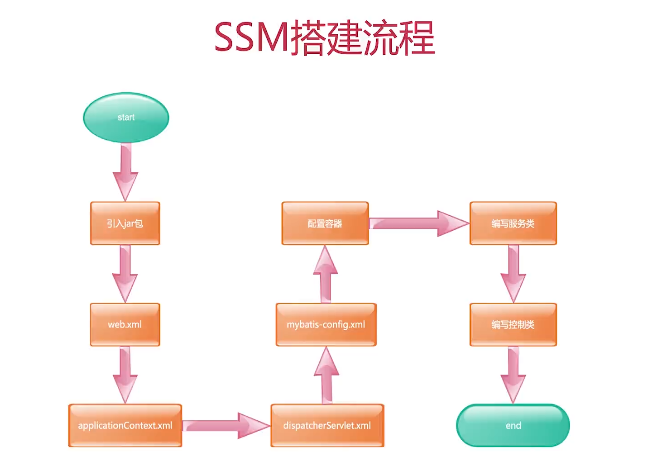 SSM搭建流程
start
引入jar包
web.xml
applicationContext.xml
dispatcherServlet.xml
mybatis-config.xml
配置容器
编写服务类
编写控制类
end